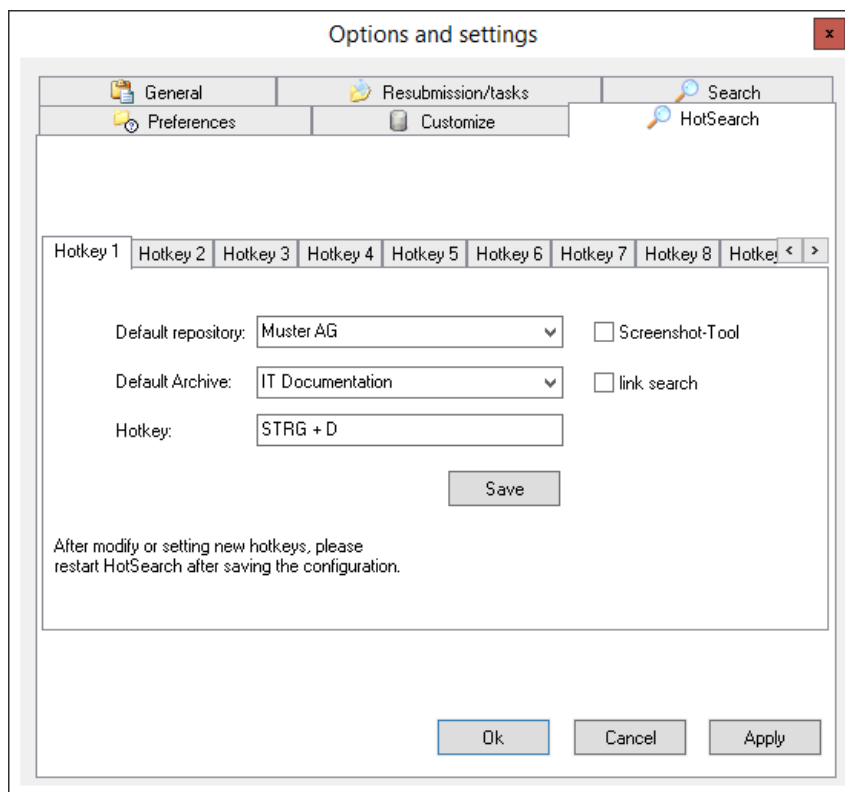 Options and settings
x
General
Resubmission/tasks
Search
Preferences
Customize
HotSearch
Hotkey 1
Hotkey 2
Hotkey 3
Hotkey 4
Hotkey 5
Hotkey 6
Hotkey 7
Hotkey 8
Hotke
Default repository:
Muster AG
Screenshot-Tool
Default Archive:
IT Documentation
link search
Hotkey:
STRG + D
Save
After modify or setting new hotkeys, please
restart HotSearch after saving the configuration.
Ok
Cancel
Apply